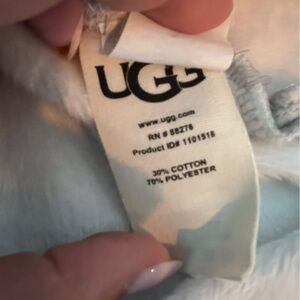 UGG
www.ugg.com
RN # 88276
Product ID# 1101518
30% COTTON
70% POLYESTER